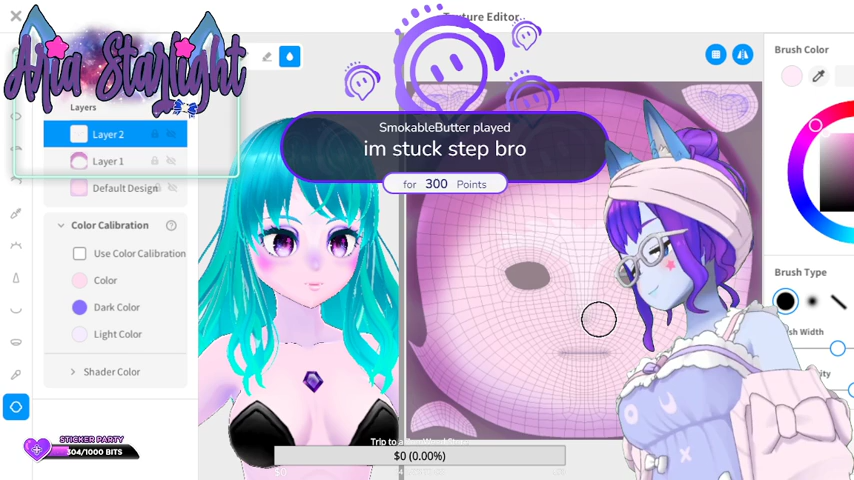 Texture Editor
Aria Starlight
SmokableButter played
im stuck step bro
for 300 Points
Layers
Layer 2
Layer 1
Default Design
Color Calibration
Use Color Calibration
Color
Dark Color
Light Color
Shader Color
Brush Color
Brush Type
sh Width
STICKER PARTY
304/1000 BITS
$0 (0.00%)